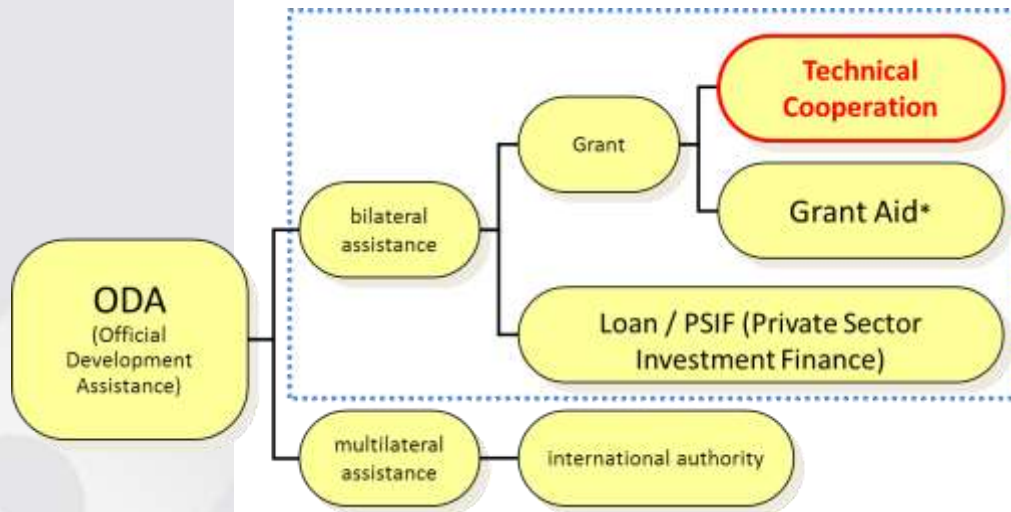 Technical
Cooperation
Grant
Grant Aid*
bilateral
assistance
ODA
(Official
Development
Assistance)
Loan / PSIF (Private Sector
Investment Finance)
multilateral
assistance
international authority